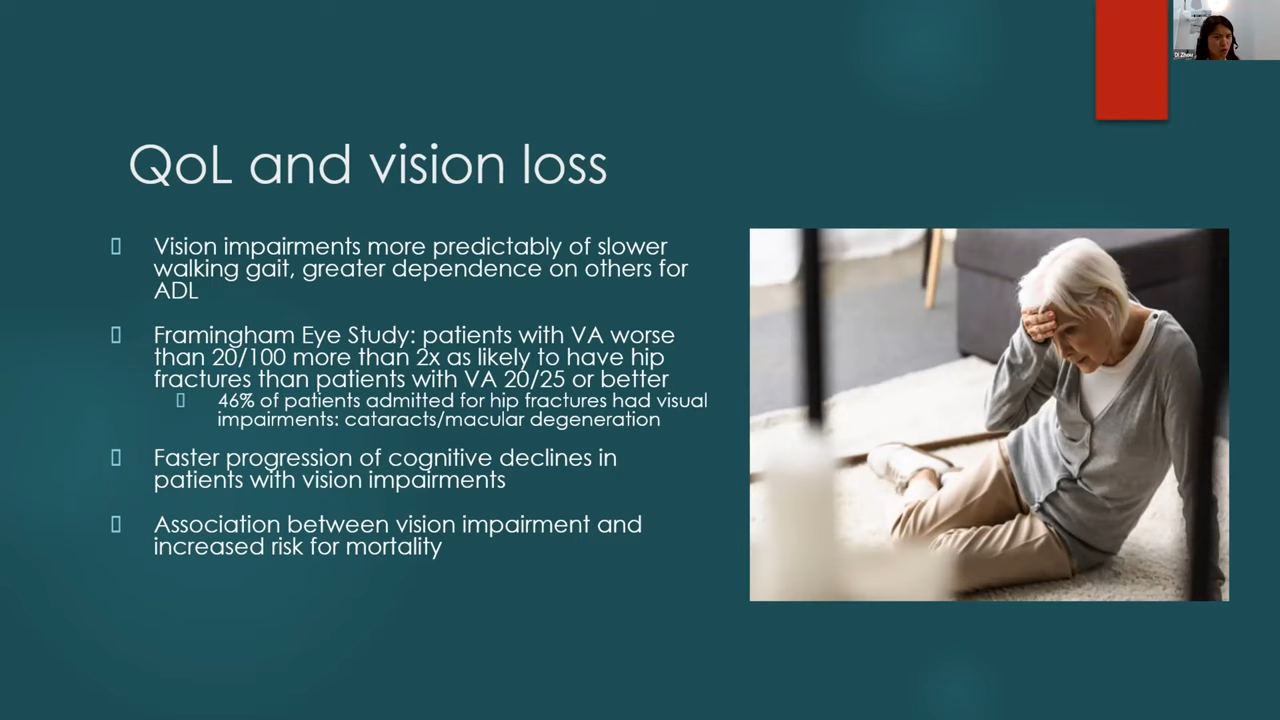 Di Zhou
QoL and vision loss
Vision impairments more predictably of slower
walking gait, greater dependence on others for
ADL
Framingham Eye Study: patients with VA worse
than 20/100 more than 2x as likely to have hip
fractures than patients with VA 20/25 or better
46% of patients admitted for hip fractures had visual
impairments: cataracts/macular degeneration
Faster progression of cognitive declines in
patients with vision impairments
Association between vision impairment and
increased risk for mortality